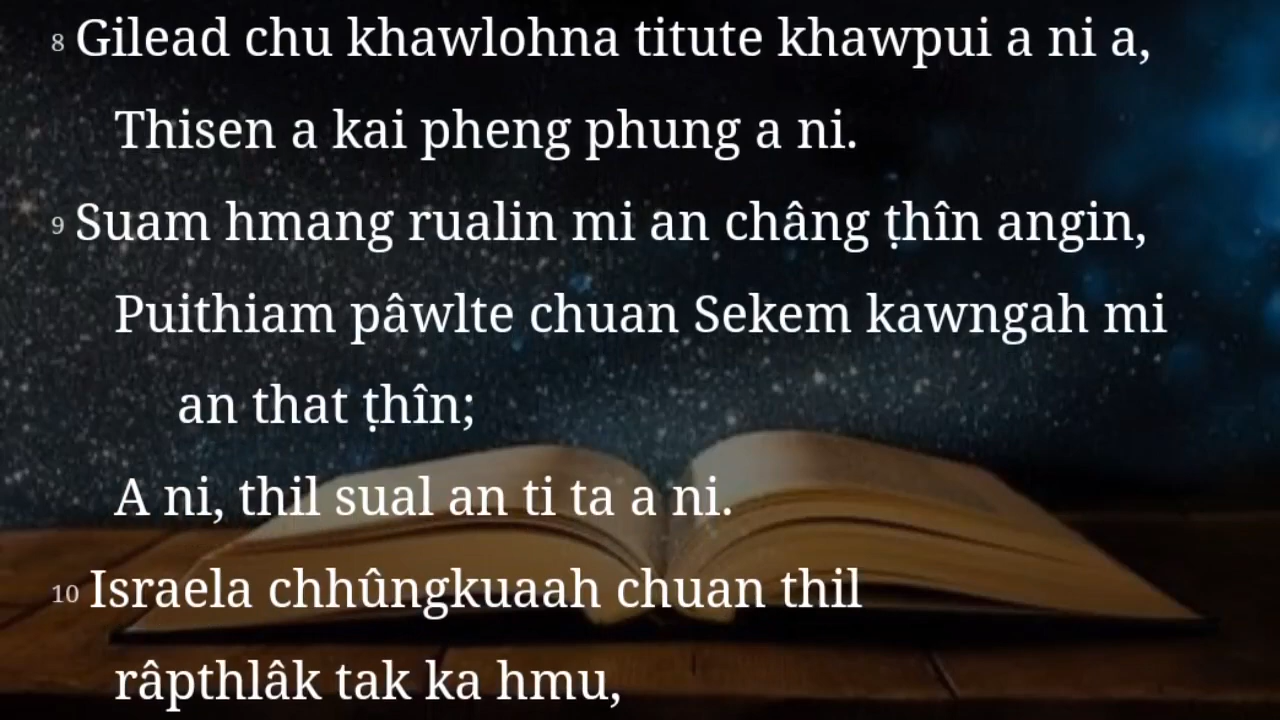 8 Gilead chu khawlohna titute khawpui a ni a,
Thisen a kai pheng phung a ni.
9 Suam hmang rualin mi an châng ṭhîn angin,
Puithiam pâwlte chuan Sekem kawngah mi
an that ṭhîn;
A ni, thil sual an ti ta a ni.
10 Israela chhûngkuaah chuan thil
râpthlâk tak ka hmu,